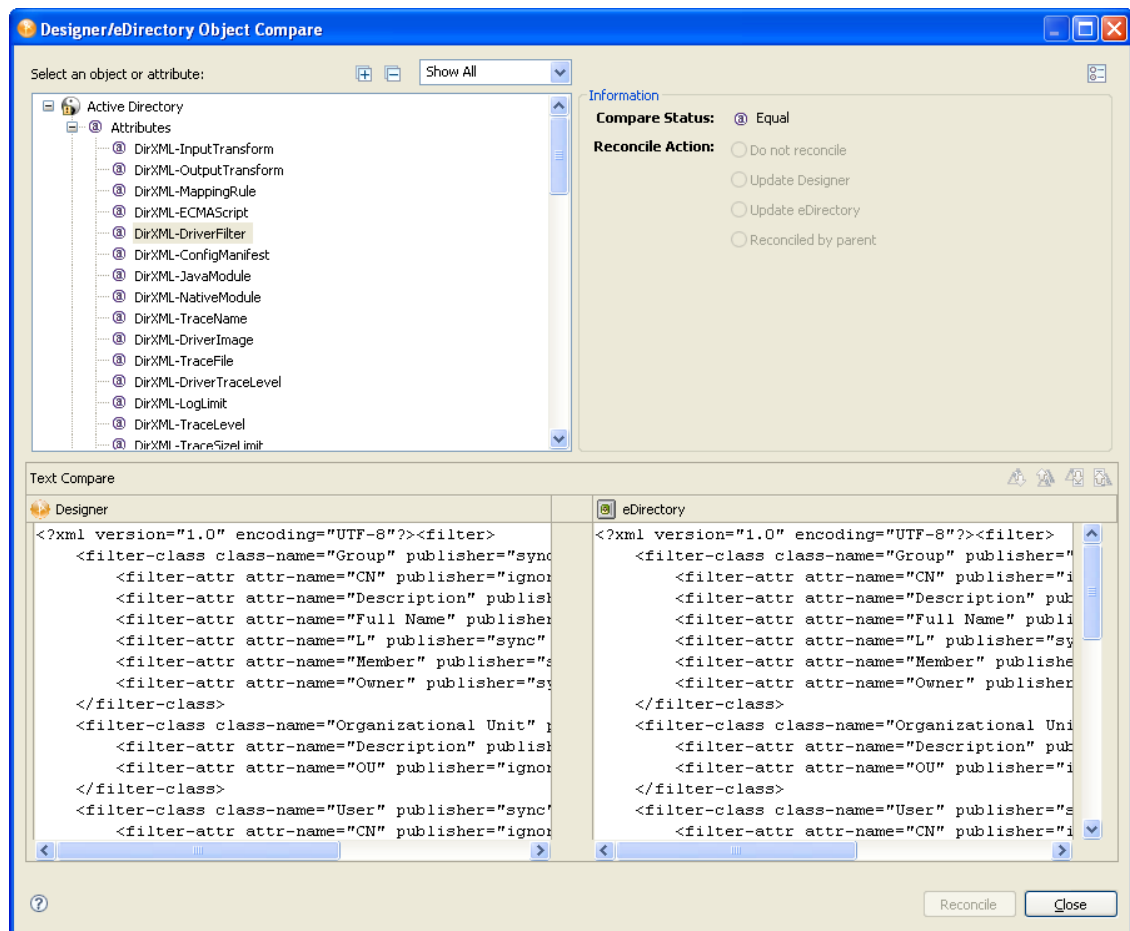 Designer/eDirectory Object Compare
Select an object or attribute:
Show All
Active Directory
Attributes
DirXML-InputTransform
DirXML-OutputTransform
DirXML-MappingRule
DirXML-ECMAScript
DirXML-DriverFilter
DirXML-ConfigManifest
DirXML-JavaModule
DirXML-NativeModule
DirXML-TraceName
DirXML-DriverImage
DirXML-TraceFile
DirXML-DriverTraceLevel
DirXML-LogLimit
DirXML-TraceLevel
DirXML-TraceSizeLimit
Information
Compare Status: Equal
Reconcile Action: Do not reconcile
Update Designer
Update eDirectory
Reconciled by parent
Text Compare
Designer
<?xml version="1.0" encoding="UTF-8"?><filter>
<filter-class class-name="Group" publisher="sync
<filter-attr attr-name="CN" publisher="ignor
<filter-attr attr-name="Description" publish
<filter-attr attr-name="Full Name" publisher
<filter-attr attr-name="L" publisher="sync"
<filter-attr attr-name="Member" publisher="s
<filter-attr attr-name="Owner" publisher="sy
</filter-class>
<filter-class class-name="Organizational Unit" p
<filter-attr attr-name="Description" publish
<filter-attr attr-name="OU" publisher="ignor
</filter-class>
<filter-class class-name="User" publisher="sync"
<filter-attr attr-name="CN" publisher="ignor
eDirectory
<?xml version="1.0" encoding="UTF-8"?><filter>
<filter-class class-name="Group" publisher="
<filter-attr attr-name="CN" publisher="i
<filter-attr attr-name="Description" pub
<filter-attr attr-name="Full Name" publi
<filter-attr attr-name="L" publisher="sy
<filter-attr attr-name="Member" publishe
<filter-attr attr-name="Owner" publisher
</filter-class>
<filter-class class-name="Organizational Uni
<filter-attr attr-name="Description" pub
<filter-attr attr-name="OU" publisher="i
</filter-class>
<filter-class class-name="User" publisher="s
<filter-attr attr-name="CN" publisher="i
Reconcile
Close